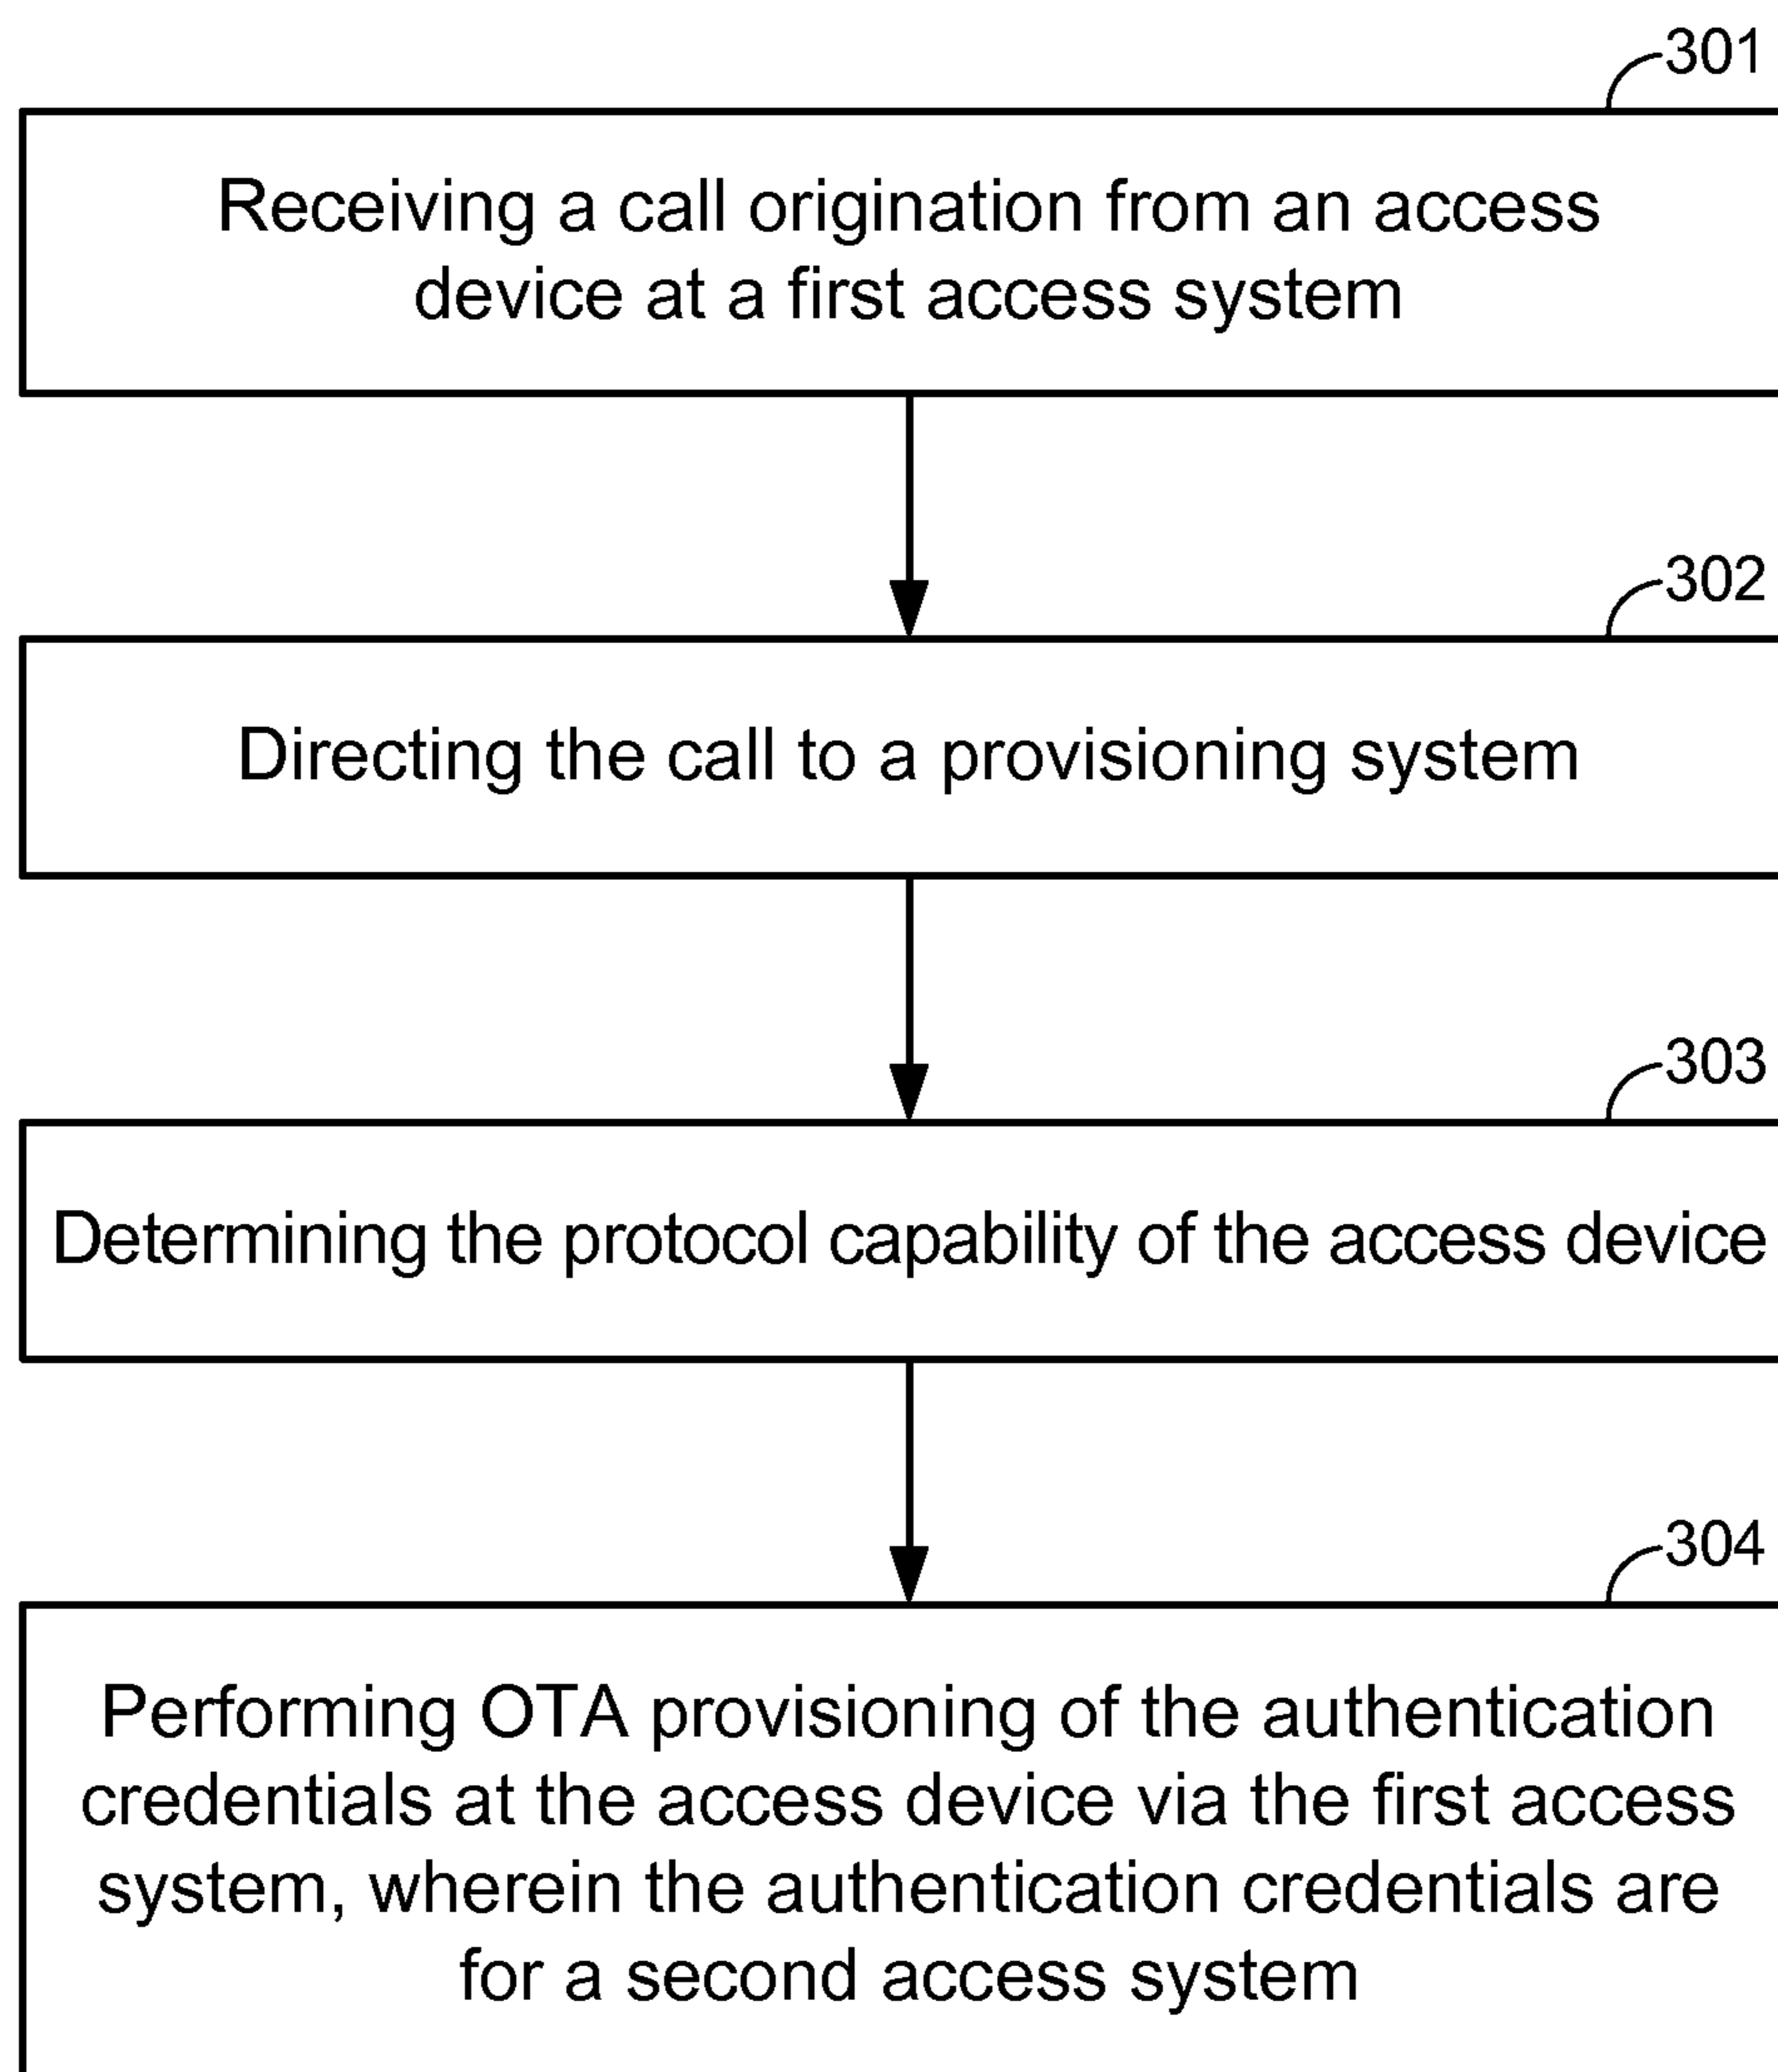 301
Receiving a call origination from an access
device at a first access system
302
Directing the call to a provisioning system
303
Determining the protocol capability of the access device
304
Performing OTA provisioning of the authentication
credentials at the access device via the first access
system, wherein the authentication credentials are
for a second access system